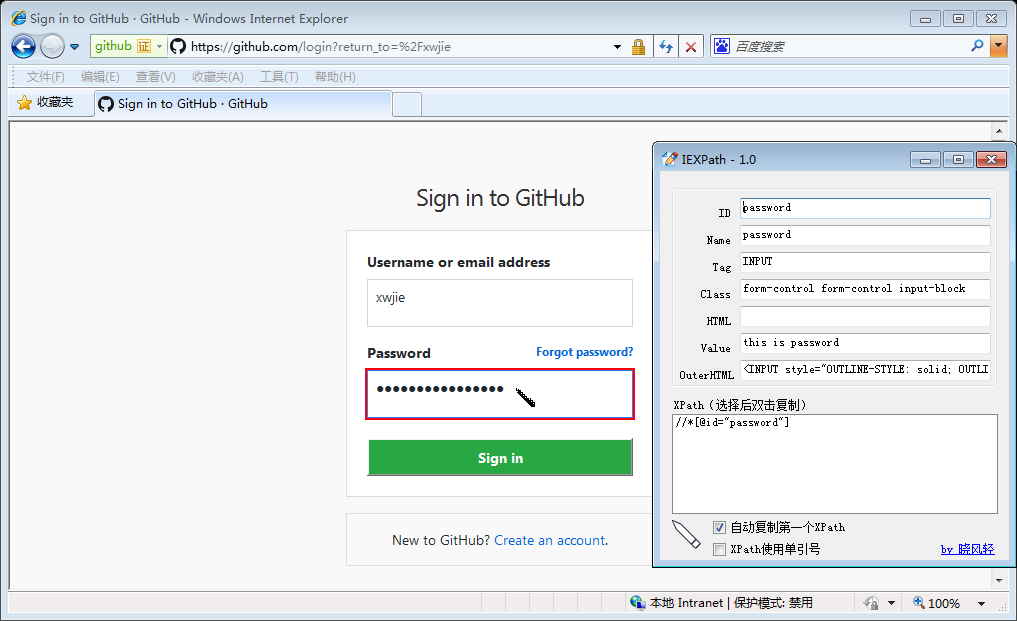 Sign in to GitHub · GitHub - Windows Internet Explorer
github 证 https://github.com/login?return_to=%2Fxwjie 百度搜索
文件(F) 编辑(E) 查看(V) 收藏夹(A) 工具(T) 帮助(H)
收藏夹 Sign in to GitHub · GitHub
Sign in to GitHub
Username or email address
xwjie
Password Forgot password?
••••••••••••••••
Sign in
New to GitHub? Create an account.
IEXPath - 1.0
ID password
Name password
Tag INPUT
Class form-control form-control input-block
HTML
Value this is password
OuterHTML <INPUT style="OUTLINE-STYLE: solid; OUTLI
XPath（选择后双击复制）
//*[@id="password"]
自动复制第一个XPath
XPath使用单引号 by 晓风轻
本地 Intranet | 保护模式: 禁用 100%